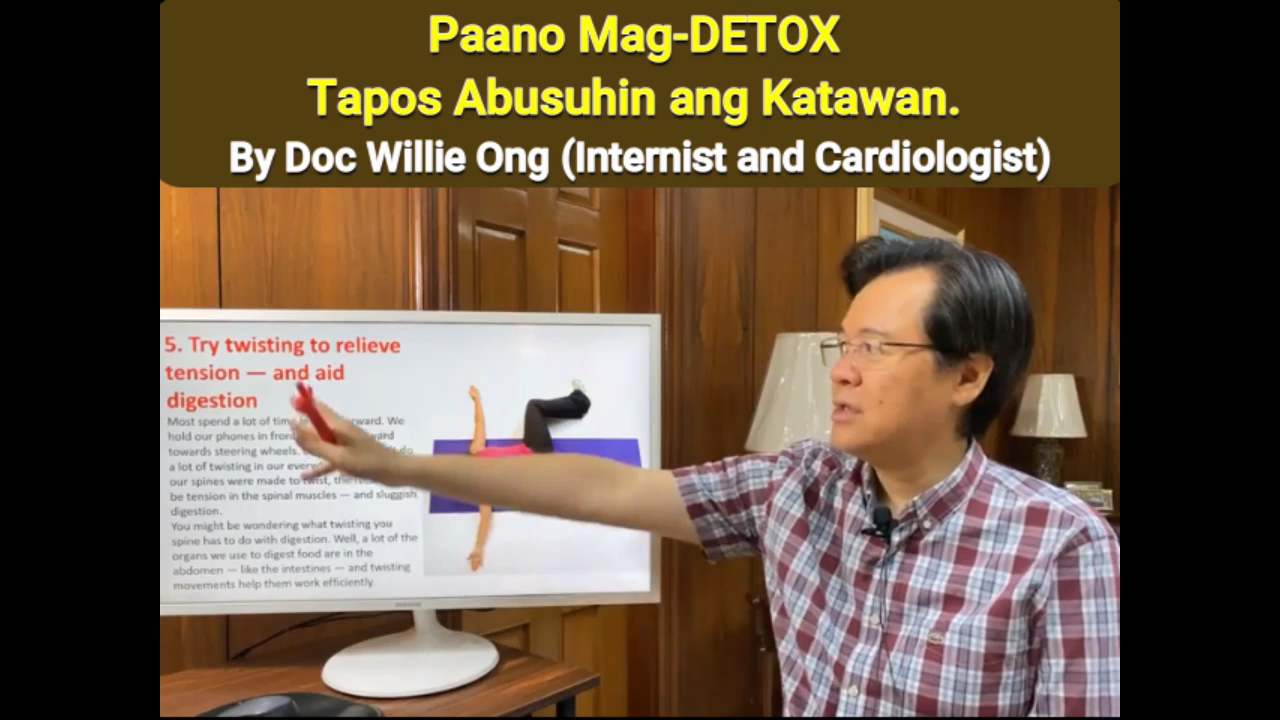 Paano Mag-DETOX
Tapos Abusuhin ang Katawan.
By Doc Willie Ong (Internist and Cardiologist)
5. Try twisting to relieve
tension — and aid
digestion
Most spend a lot of time We
hold our phones in
towards steering wheels. do
a lot of twisting in our
our spines were made to twist,
be tension in the spinal muscles — and sluggish
digestion.
You might be wondering what twisting you
spine has to do with digestion. Well, a lot of the
organs we use to digest food are in the
abdomen — like the intestines — and twisting
movements help them work efficiently.
SAMSUNG